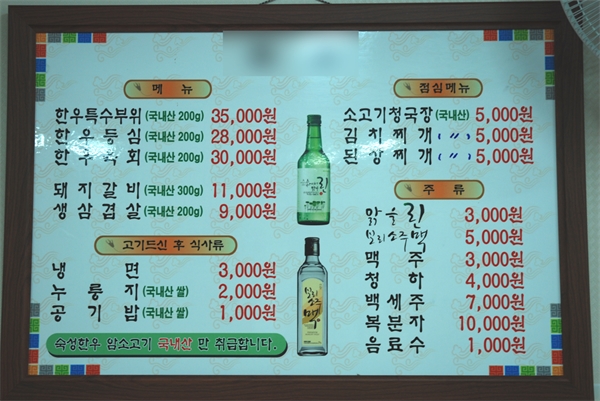 메뉴
한우특수부위(국내산 200g) 35,000원
한우등심(국내산 200g) 28,000원
한우육회(국내산 200g) 30,000원
돼지갈비(국내산 300g) 11,000원
생삼겹살(국내산 200g) 9,000원
고기드신 후 식사류
냉면 3,000원
누룽지(국내산 쌀) 2,000원
공기밥(국내산 쌀) 1,000원
숙성한우 암소고기 국내산 만 취급합니다.
점심메뉴
소고기청국장(국내산) 5,000원
김치찌개( 〃 ) 5,000원
된장찌개( 〃 ) 5,000원
주류
맑을린 3,000원
보리소주맥 5,000원
맥주 3,000원
청하 4,000원
백세주 7,000원
복분자 10,000원
음료수 1,000원
린
보리
소주
맥